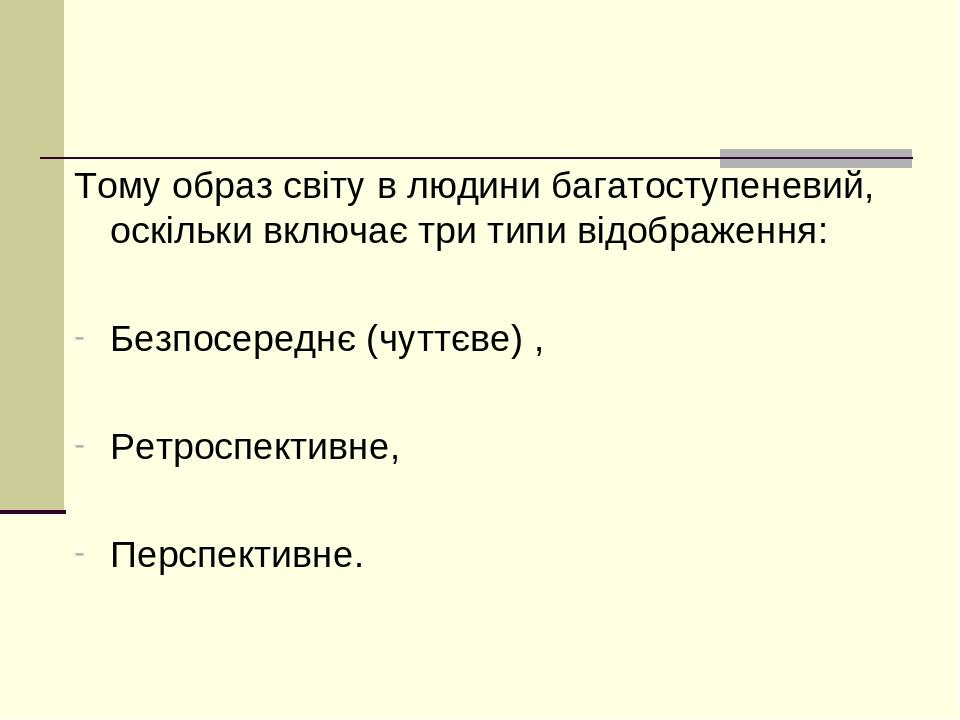 Тому образ світу в людини багатоступеневий,
оскільки включає три типи відображення:
- Безпосереднє (чуттєве) ,
- Ретроспективне,
- Перспективне.